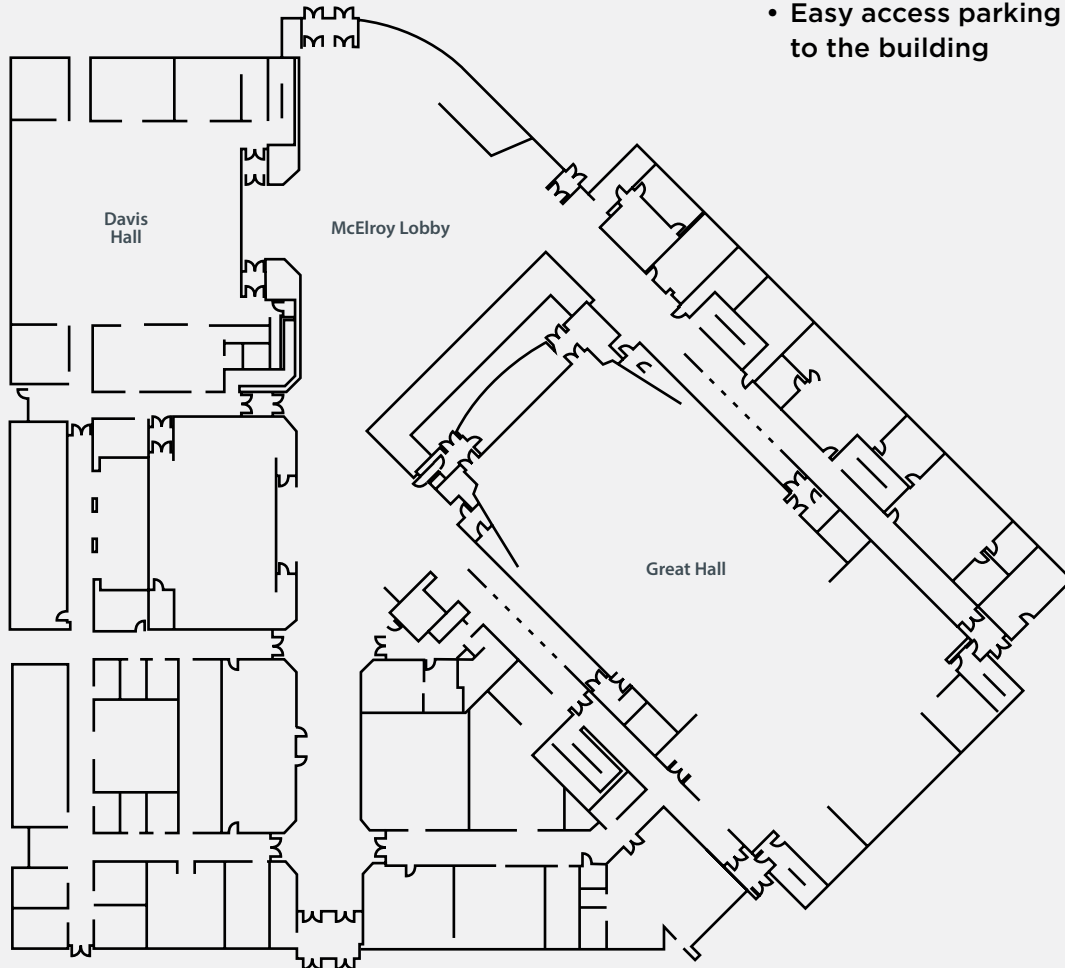 • Easy access parking
to the building
Davis
Hall
McElroy Lobby
Great Hall